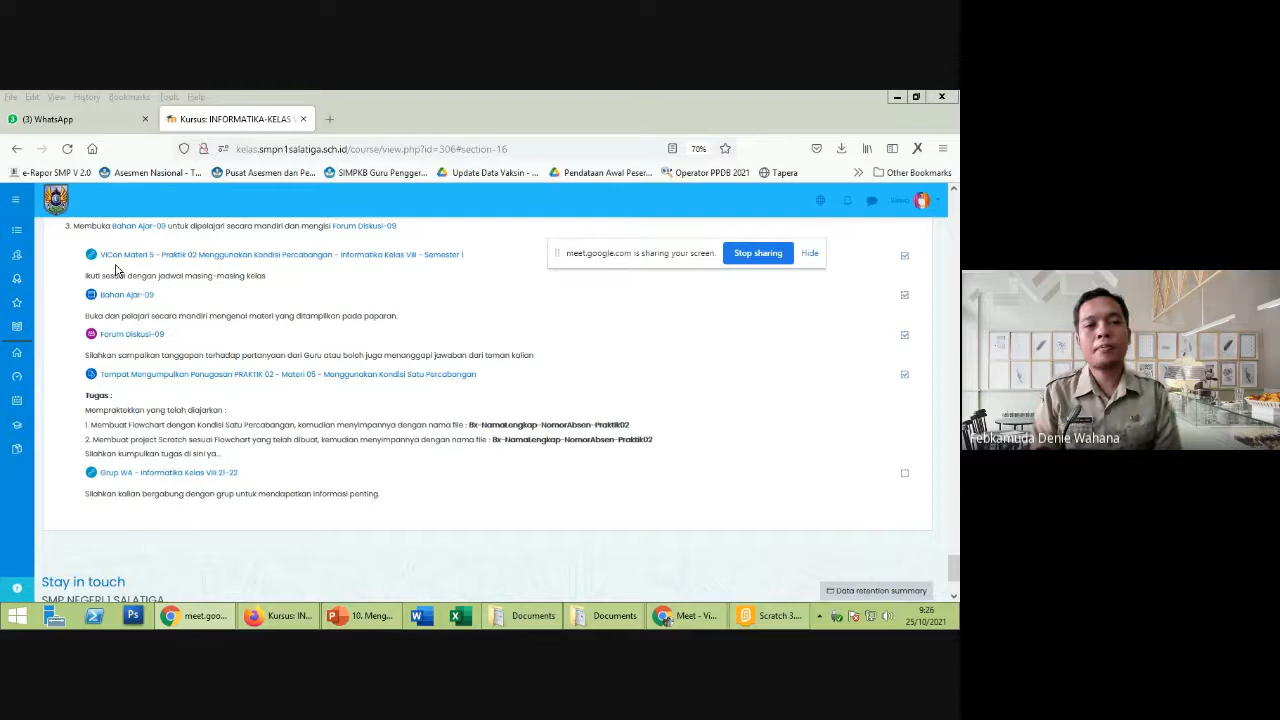 File Edit View History Bookmarks Tools Help
(3) WhatsApp
Kursus: INFORMATIKA-KELAS V
kelas.smpn1salatiga.sch.id/course/view.php?id=306#section-16
70%
e-Rapor SMP V 2.0
Asesmen Nasional - T...
Pusat Asesmen dan Pe...
SIMPKB Guru Pengger...
Update Data Vaksin - ...
Pendataan Awal Peser...
Operator PPDB 2021
Tapera
Other Bookmarks
3. Membuka Bahan Ajar-09 untuk dipelajari secara mandiri dan mengisi Forum Diskusi-09
meet.google.com is sharing your screen.
Stop sharing
Hide
ViCon Materi 5 - Praktik 02 Menggunakan Kondisi Percabangan - Informatika Kelas VIII - Semester I
Ikuti dengan jadwal masing-masing kelas
Bahan Ajar-09
Buka dan pelajari secara mandiri mengenai materi yang ditampilkan pada paparan.
Forum Diskusi-09
Silahkan sampaikan tanggapan terhadap pertanyaan dari Guru atau boleh juga menanggapi jawaban dari teman kalian
Tempat Mengumpulkan Penugasan PRAKTIK 02 - Materi 05 - Menggunakan Kondisi Satu Percabangan
Tugas :
Mempraktekkan yang telah diajarkan :
1. Membuat Flowchart dengan Kondisi Satu Percabangan, kemudian menyimpannya dengan nama file : 8x-NamaLengkap-NomorAbsen-Praktik02
2. Membuat project Scratch sesuai Flowchart yang telah dibuat, kemudian menyimpannya dengan nama file : 8x-NamaLengkap-NomorAbsen-Praktik02
Silahkan kumpulkan tugas di sini ya...
Grup WA - Informatika Kelas VIII 21-22
Silahkan kalian bergabung dengan grup untuk mendapatkan informasi penting.
Stay in touch
SMP NEGERI 1 SALATIGA
Data retention summary
Ps
meet.goo...
Kursus: IN...
10. Meng...
Documents
Documents
Meet - Vi...
Scratch 3....
9:26
25/10/2021
Febkamuda Denie Wahana